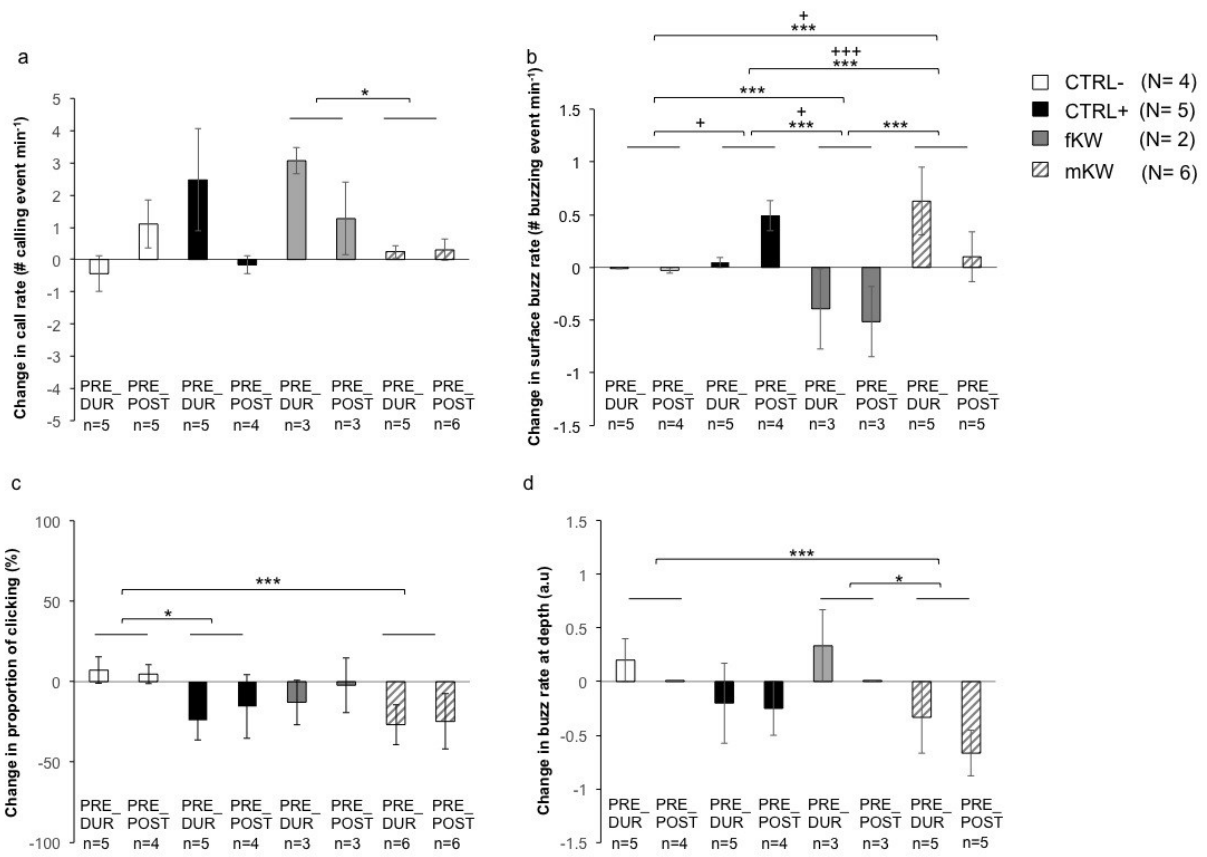 a
Change in call rate (# calling event min⁻¹)
5
4
3
2
1
0
-1
-2
-3
-4
-5
*
PRE_ PRE_ PRE_ PRE_ PRE_ PRE_ PRE_ PRE_
DUR POST DUR POST DUR POST DUR POST
n=5 n=5 n=5 n=4 n=3 n=3 n=5 n=6
b
Change in surface buzz rate (# buzzing event min⁻¹)
+
***
+++
***
***
+
+
***
***
1.5
1
0.5
0
-0.5
-1
-1.5
PRE_ PRE_ PRE_ PRE_ PRE_ PRE_ PRE_ PRE_
DUR POST DUR POST DUR POST DUR POST
n=5 n=4 n=5 n=4 n=3 n=3 n=5 n=5
CTRL- (N= 4)
CTRL+ (N= 5)
fKW (N= 2)
mKW (N= 6)
c
Change in proportion of clicking (%)
100
50
0
-50
-100
***
*
PRE_ PRE_ PRE_ PRE_ PRE_ PRE_ PRE_ PRE_
DUR POST DUR POST DUR POST DUR POST
n=5 n=4 n=5 n=4 n=3 n=3 n=6 n=6
d
Change in buzz rate at depth (a.u)
1.5
1
0.5
0
-0.5
-1
-1.5
***
*
PRE_ PRE_ PRE_ PRE_ PRE_ PRE_ PRE_ PRE_
DUR POST DUR POST DUR POST DUR POST
n=5 n=4 n=5 n=4 n=3 n=3 n=6 n=6